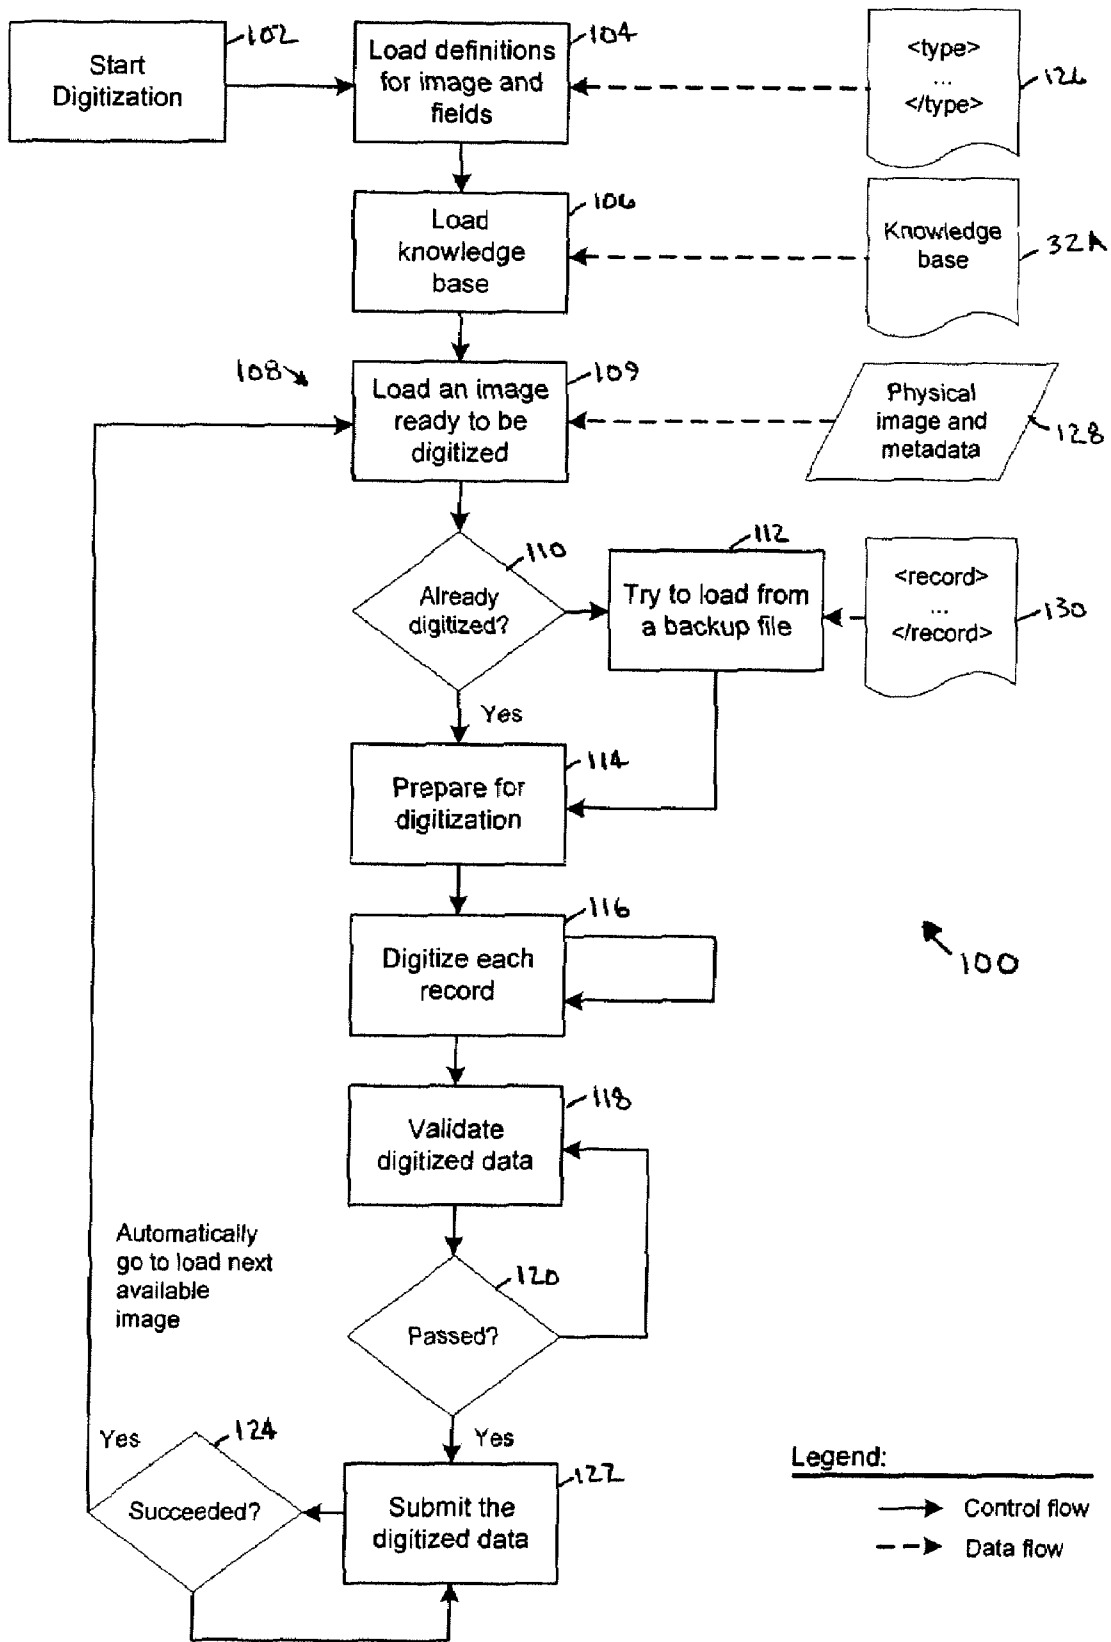 102
Start
Digitization
104
Load definitions
for image and
fields
<type>
...
</type>
126
106
Load
knowledge
base
Knowledge
base
32A
108
109
Load an image
ready to be
digitized
Physical
image and
metadata
128
110
Already
digitized?
112
Try to load from
a backup file
<record>
...
</record>
130
Yes
114
Prepare for
digitization
116
Digitize each
record
100
118
Validate
digitized data
Automatically
go to load next
available
image
120
Passed?
Yes
124
Yes
Succeeded?
122
Submit the
digitized data
Legend:
Control flow
Data flow